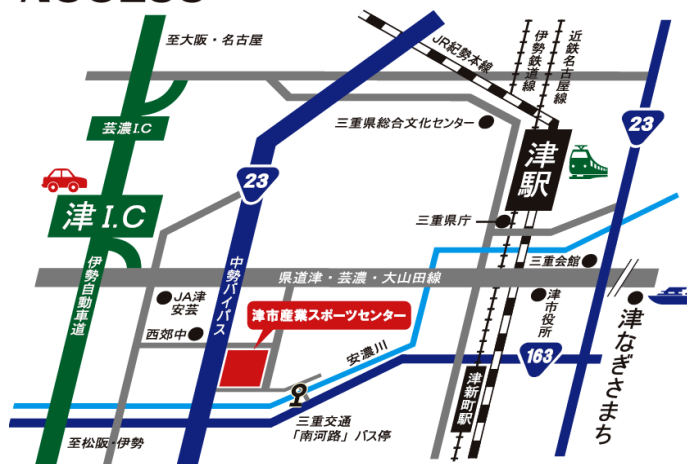 ACCESS
至大阪・名古屋
JR紀勢本線
伊勢鉄道線
近鉄名古屋線
芸濃I.C
三重県総合文化センター
23
津駅
23
津I.C
三重県庁
伊勢自動車道
中勢バイパス
県道津・芸濃・大山田線
三重会館
JA津
安芸
津市産業スポーツセンター
津市役所
津なぎさまち
西郊中
安濃川
163
津新町駅
三重交通
「南河路」バス停
至松阪・伊勢